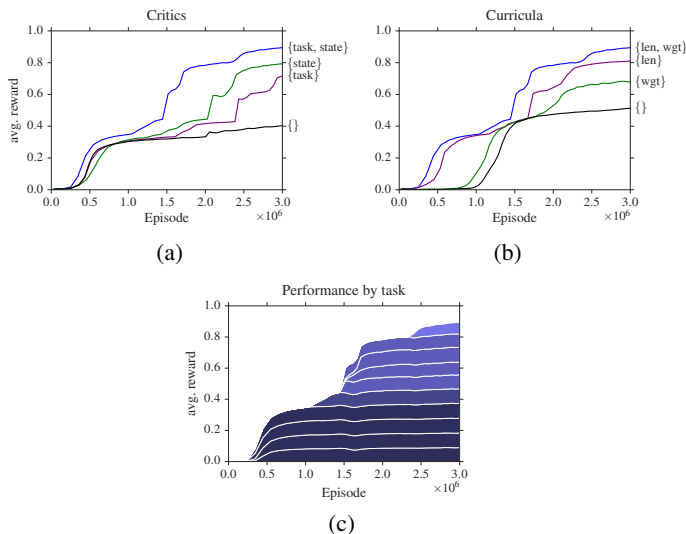 Critics
1.0
0.8
0.6
0.4
0.2
0.0
avg. reward
{task, state}
{state}
{task}
{}
0.0 0.5 1.0 1.5 2.0 2.5 3.0
Episode
×10⁶
(a)
Curricula
1.0
0.8
0.6
0.4
0.2
0.0
{len, wgt}
{len}
{wgt}
{}
0.0 0.5 1.0 1.5 2.0 2.5 3.0
Episode
×10⁶
(b)
Performance by task
1.0
0.8
0.6
0.4
0.2
0.0
avg. reward
0.0 0.5 1.0 1.5 2.0 2.5 3.0
Episode
×10⁶
(c)